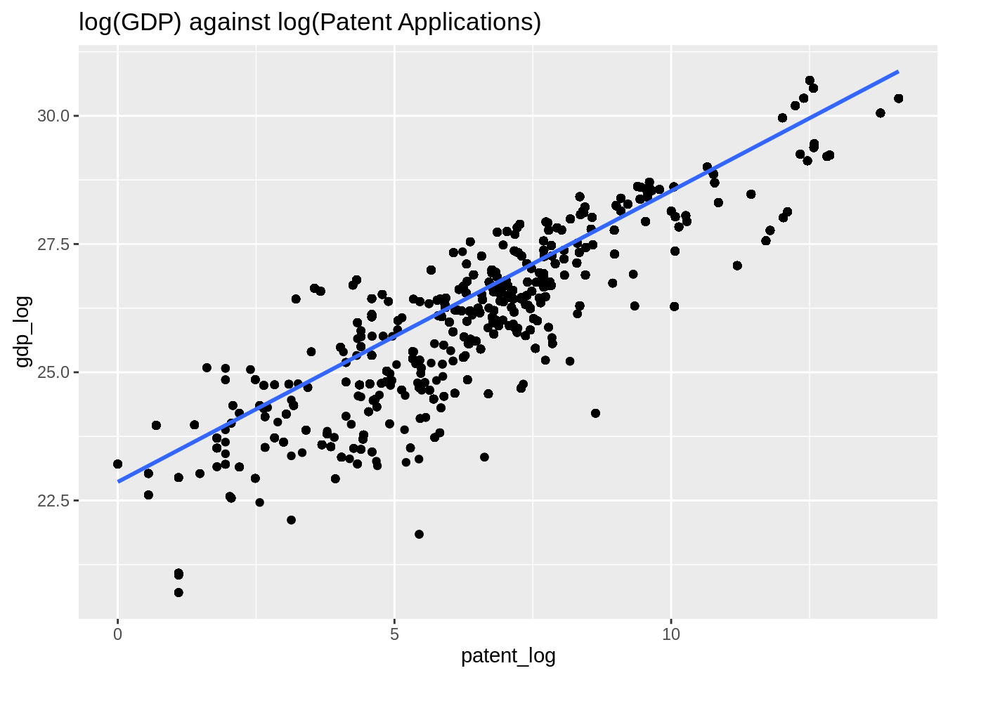 log(GDP) against log(Patent Applications)
30.0
27.5
25.0
22.5
gdp_log
0 5 10
patent_log